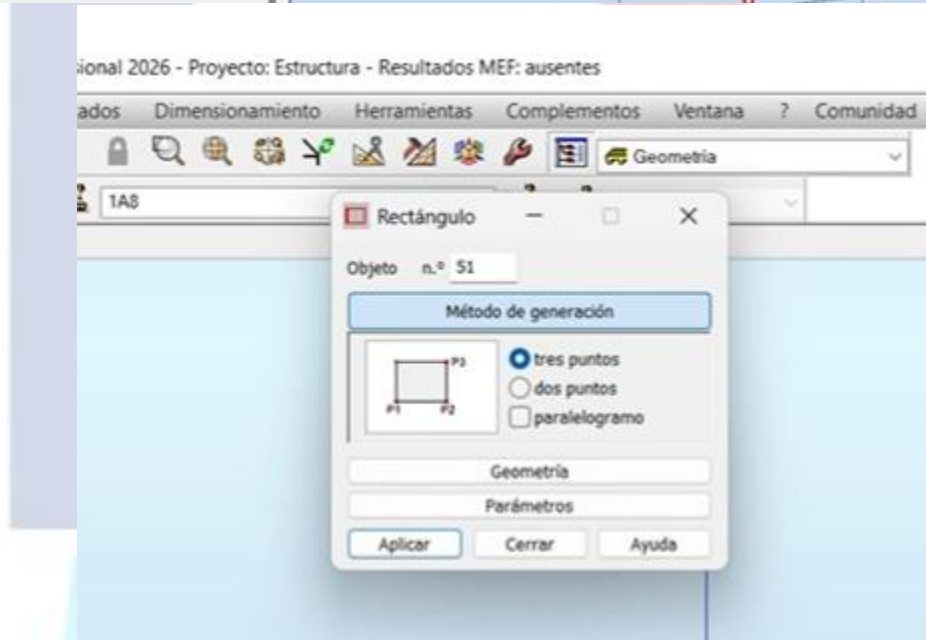 sional 2026 - Proyecto: Estructura - Resultados MEF: ausentes
ados Dimensionamiento Herramientas Complementos Ventana ? Comunidad
Geometria
1A8
Rectángulo
Objeto n.º 51
Método de generación
tres puntos
dos puntos
paralelogramo
P3
P1 P2
Geometría
Parámetros
Aplicar Cerrar Ayuda